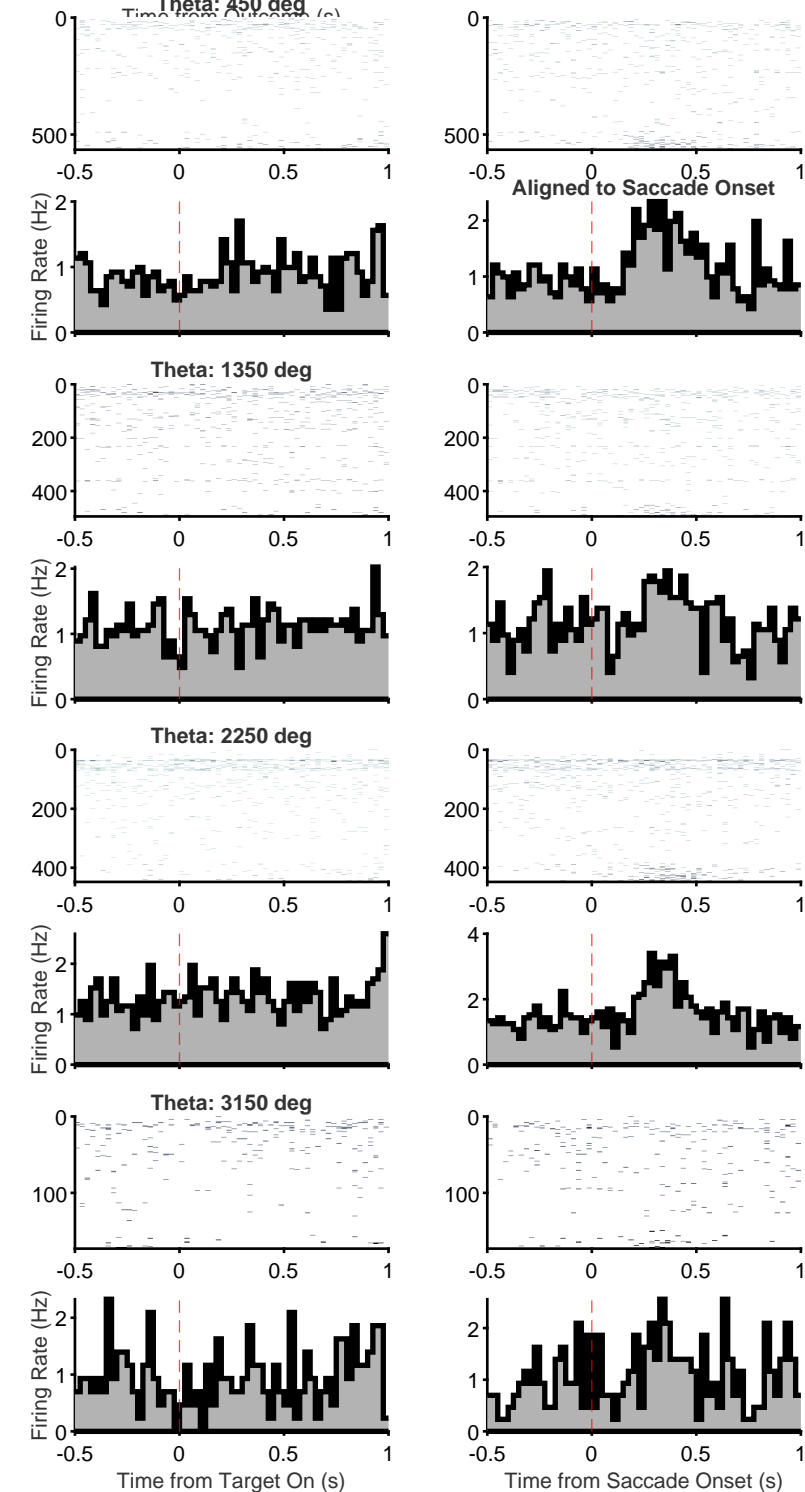 Theta: 450 deg
Time from Outcome (s)
0
500
-0.5 0 0.5 1
0
500
-0.5 0 0.5 1
Aligned to Saccade Onset
Firing Rate (Hz)
2
1
0
2
1
0
Theta: 1350 deg
0
200
400
-0.5 0 0.5 1
0
200
400
-0.5 0 0.5 1
Firing Rate (Hz)
2
1
0
2
1
0
Theta: 2250 deg
0
200
400
-0.5 0 0.5 1
0
200
400
-0.5 0 0.5 1
Firing Rate (Hz)
2
1
0
4
2
0
Theta: 3150 deg
0
100
-0.5 0 0.5 1
0
100
-0.5 0 0.5 1
Firing Rate (Hz)
2
1
0
-0.5 0 0.5 1
Time from Target On (s)
2
1
0
-0.5 0 0.5 1
Time from Saccade Onset (s)